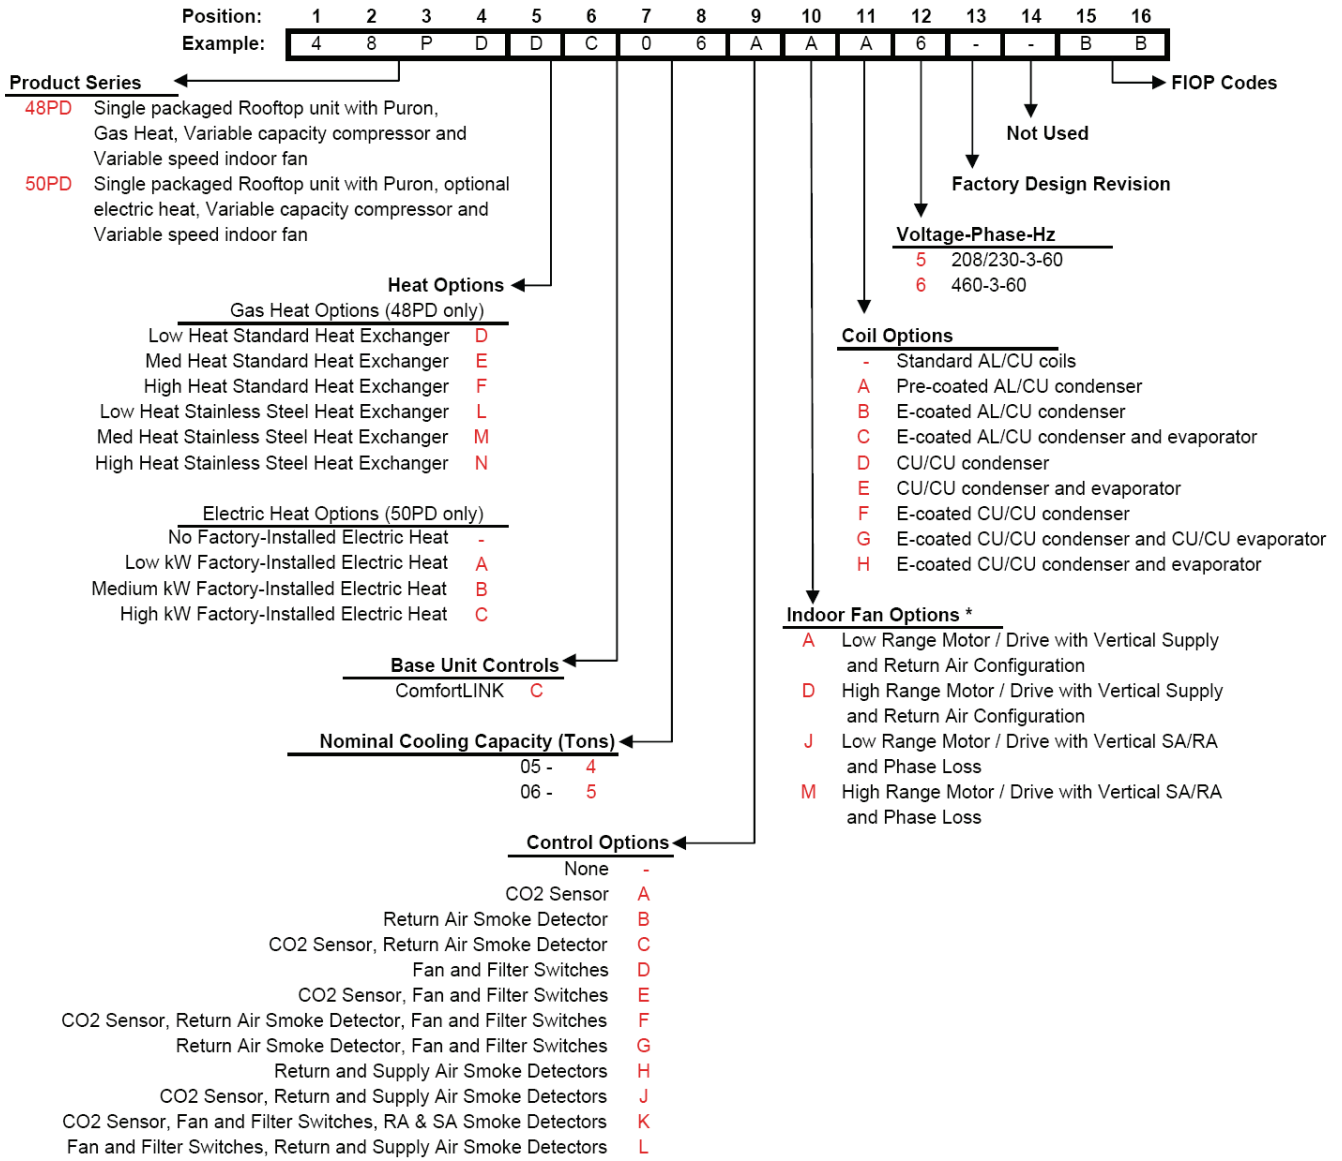 Position: 1 2 3 4 5 6 7 8 9 10 11 12 13 14 15 16
Example: 4 8 P D D C 0 6 A A A 6 - - B B
Product Series
48PD Single packaged Rooftop unit with Puron,
Gas Heat, Variable capacity compressor and
Variable speed indoor fan
50PD Single packaged Rooftop unit with Puron, optional
electric heat, Variable capacity compressor and
Variable speed indoor fan
Heat Options
Gas Heat Options (48PD only)
Low Heat Standard Heat Exchanger D
Med Heat Standard Heat Exchanger E
High Heat Standard Heat Exchanger F
Low Heat Stainless Steel Heat Exchanger L
Med Heat Stainless Steel Heat Exchanger M
High Heat Stainless Steel Heat Exchanger N
Electric Heat Options (50PD only)
No Factory-Installed Electric Heat -
Low kW Factory-Installed Electric Heat A
Medium kW Factory-Installed Electric Heat B
High kW Factory-Installed Electric Heat C
Base Unit Controls
ComfortLINK C
Nominal Cooling Capacity (Tons)
05 - 4
06 - 5
Control Options
None -
CO2 Sensor A
Return Air Smoke Detector B
CO2 Sensor, Return Air Smoke Detector C
Fan and Filter Switches D
CO2 Sensor, Fan and Filter Switches E
CO2 Sensor, Return Air Smoke Detector, Fan and Filter Switches F
Return Air Smoke Detector, Fan and Filter Switches G
Return and Supply Air Smoke Detectors H
CO2 Sensor, Return and Supply Air Smoke Detectors J
CO2 Sensor, Fan and Filter Switches, RA & SA Smoke Detectors K
Fan and Filter Switches, Return and Supply Air Smoke Detectors L
FIOP Codes
Not Used
Factory Design Revision
Voltage-Phase-Hz
5 208/230-3-60
6 460-3-60
Coil Options
- Standard AL/CU coils
A Pre-coated AL/CU condenser
B E-coated AL/CU condenser
C E-coated AL/CU condenser and evaporator
D CU/CU condenser
E CU/CU condenser and evaporator
F E-coated CU/CU condenser
G E-coated CU/CU condenser and CU/CU evaporator
H E-coated CU/CU condenser and evaporator
Indoor Fan Options *
A Low Range Motor / Drive with Vertical Supply
and Return Air Configuration
D High Range Motor / Drive with Vertical Supply
and Return Air Configuration
J Low Range Motor / Drive with Vertical SA/RA
and Phase Loss
M High Range Motor / Drive with Vertical SA/RA
and Phase Loss